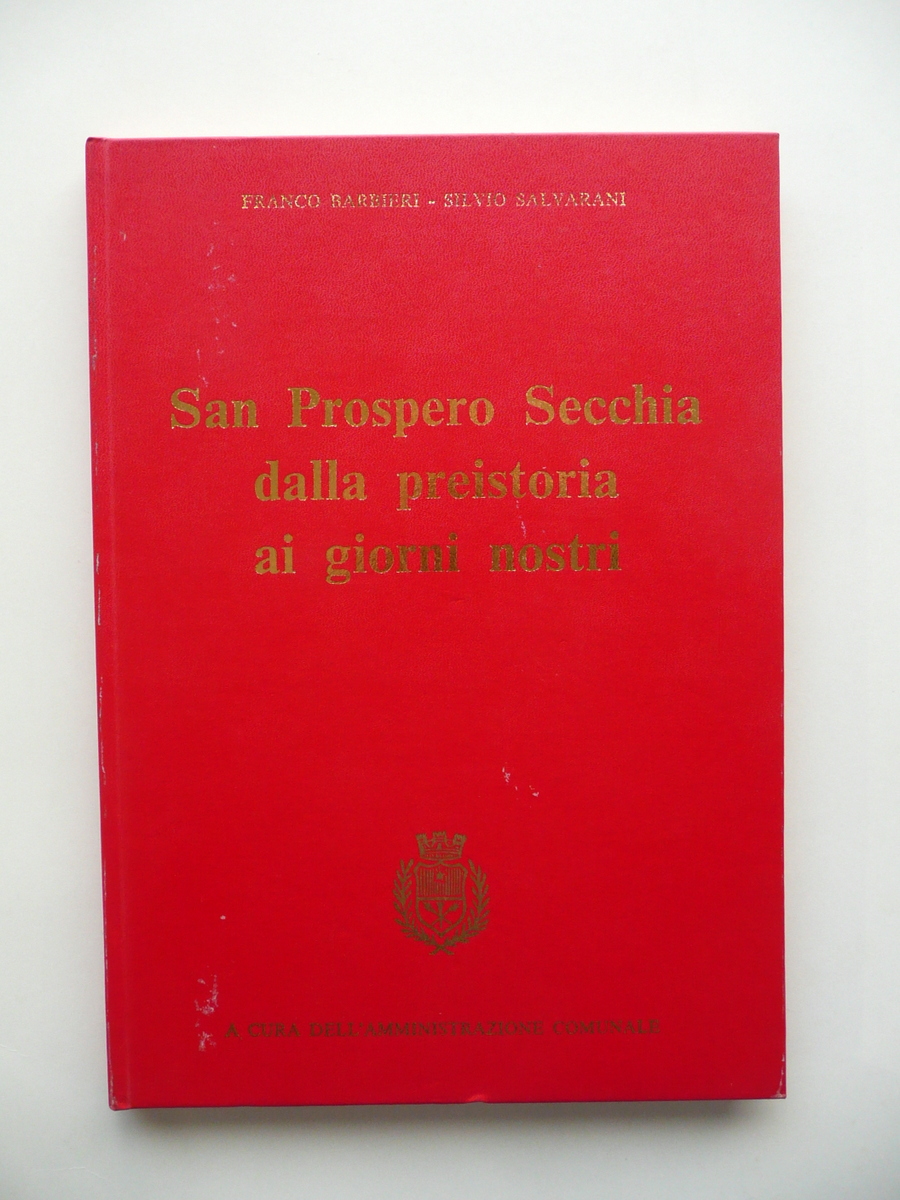 FRANCO BARBIERI - SILVIO SALVARANI
San Prospero Secchia
dalla preistoria
ai giorni nostri
A CURA DELL'AMMINISTRAZIONE COMUNALE